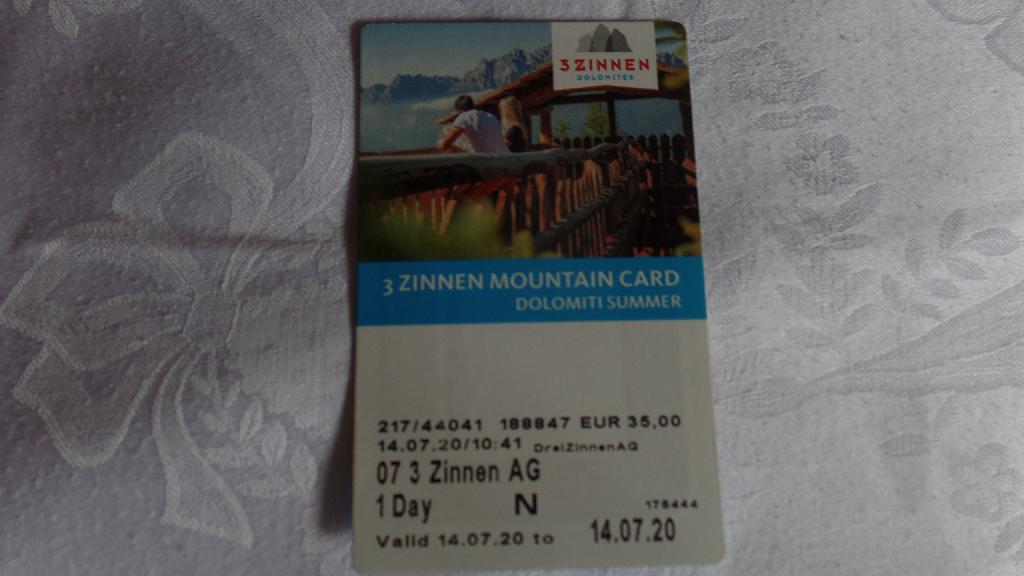 3 ZINNEN
DOLOMITES
3 ZINNEN MOUNTAIN CARD
DOLOMITI SUMMER
217/44041 188847 EUR 35,00
14.07.20/10:41 DreiZinnenAG
07 3 Zinnen AG
1 Day N 176444
Valid 14.07.20 to 14.07.20